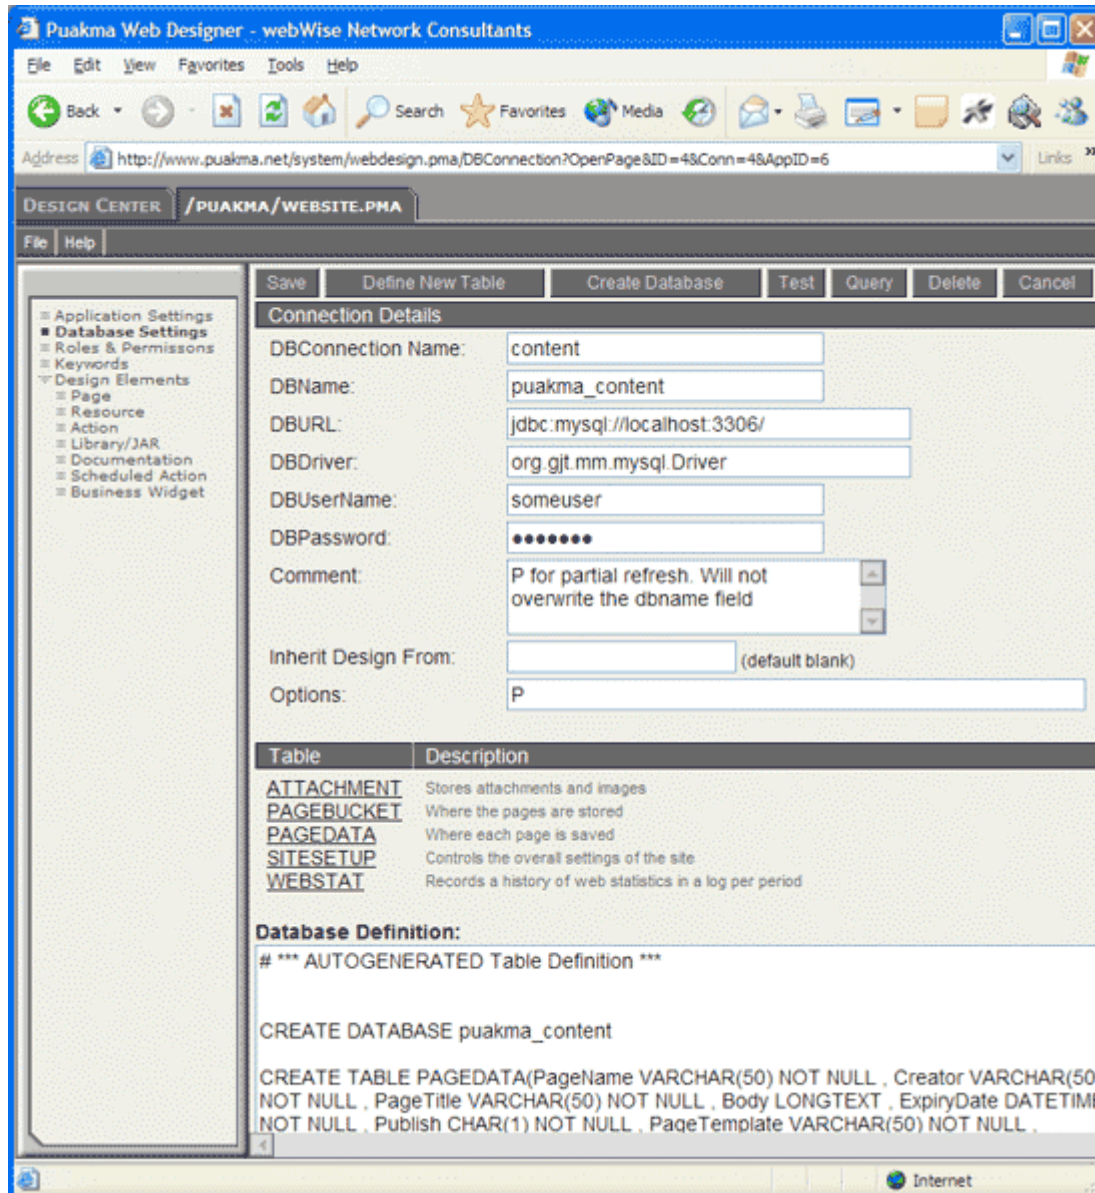 Puakma Web Designer - webWise Network Consultants
File Edit View Favorites Tools Help
Back Search Favorites Media
Address http://www.puakma.net/system/webdesign.pma/DBConnection?OpenPage&ID=4&Conn=4&AppID=6 Links »
DESIGN CENTER /PUAKMA/WEBSITE.PMA
File Help
Save Define New Table Create Database Test Query Delete Cancel
Connection Details
Application Settings
Database Settings
Roles & Permissons
Keywords
Design Elements
Page
Resource
Action
Library/JAR
Documentation
Scheduled Action
Business Widget
DBConnection Name: content
DBName: puakma_content
DBURL: jdbc:mysql://localhost:3306/
DBDriver: org.gjt.mm.mysql.Driver
DBUserName: someuser
DBPassword: ●●●●●●●
Comment: P for partial refresh. Will not
overwrite the dbname field
Inherit Design From: (default blank)
Options: P
Table Description
ATTACHMENT Stores attachments and images
PAGEBUCKET Where the pages are stored
PAGEDATA Where each page is saved
SITESETUP Controls the overall settings of the site
WEBSTAT Records a history of web statistics in a log per period
Database Definition:
# *** AUTOGENERATED Table Definition ***
CREATE DATABASE puakma_content
CREATE TABLE PAGEDATA(PageName VARCHAR(50) NOT NULL , Creator VARCHAR(50
NOT NULL , PageTitle VARCHAR(50) NOT NULL , Body LONGTEXT , ExpiryDate DATETIME
NOT NULL , Publish CHAR(1) NOT NULL , PageTemplate VARCHAR(50) NOT NULL ,
Internet